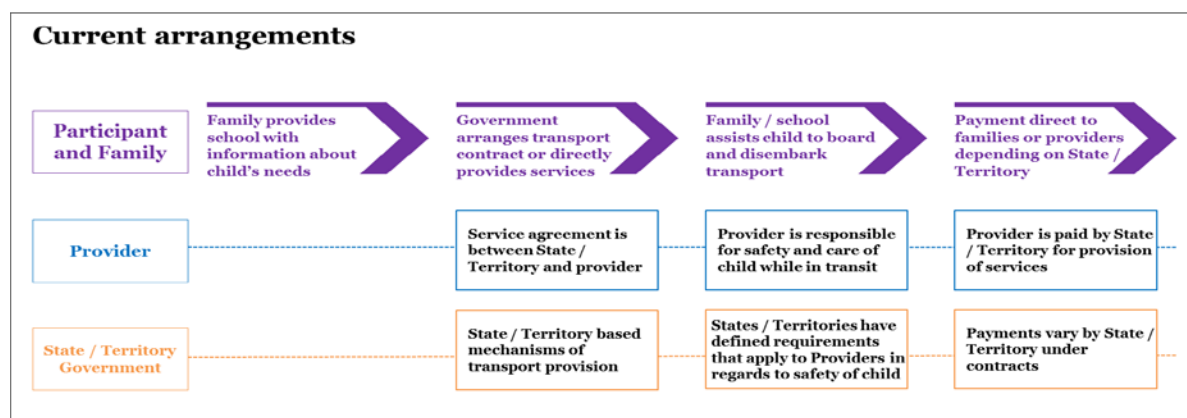 Current arrangements
Participant
and Family
Family provides
school with
information about
child's needs
Government
arranges transport
contract or directly
provides services
Family / school
assists child to board
and disembark
transport
Payment direct to
families or providers
depending on State /
Territory
Provider
Service agreement is
between State /
Territory and provider
Provider is responsible
for safety and care of
child while in transit
Provider is paid by State
/ Territory for provision
of services
State / Territory
Government
State / Territory based
mechanisms of
transport provision
States / Territories have
defined requirements
that apply to Providers in
regards to safety of child
Payments vary by State /
Territory under
contracts